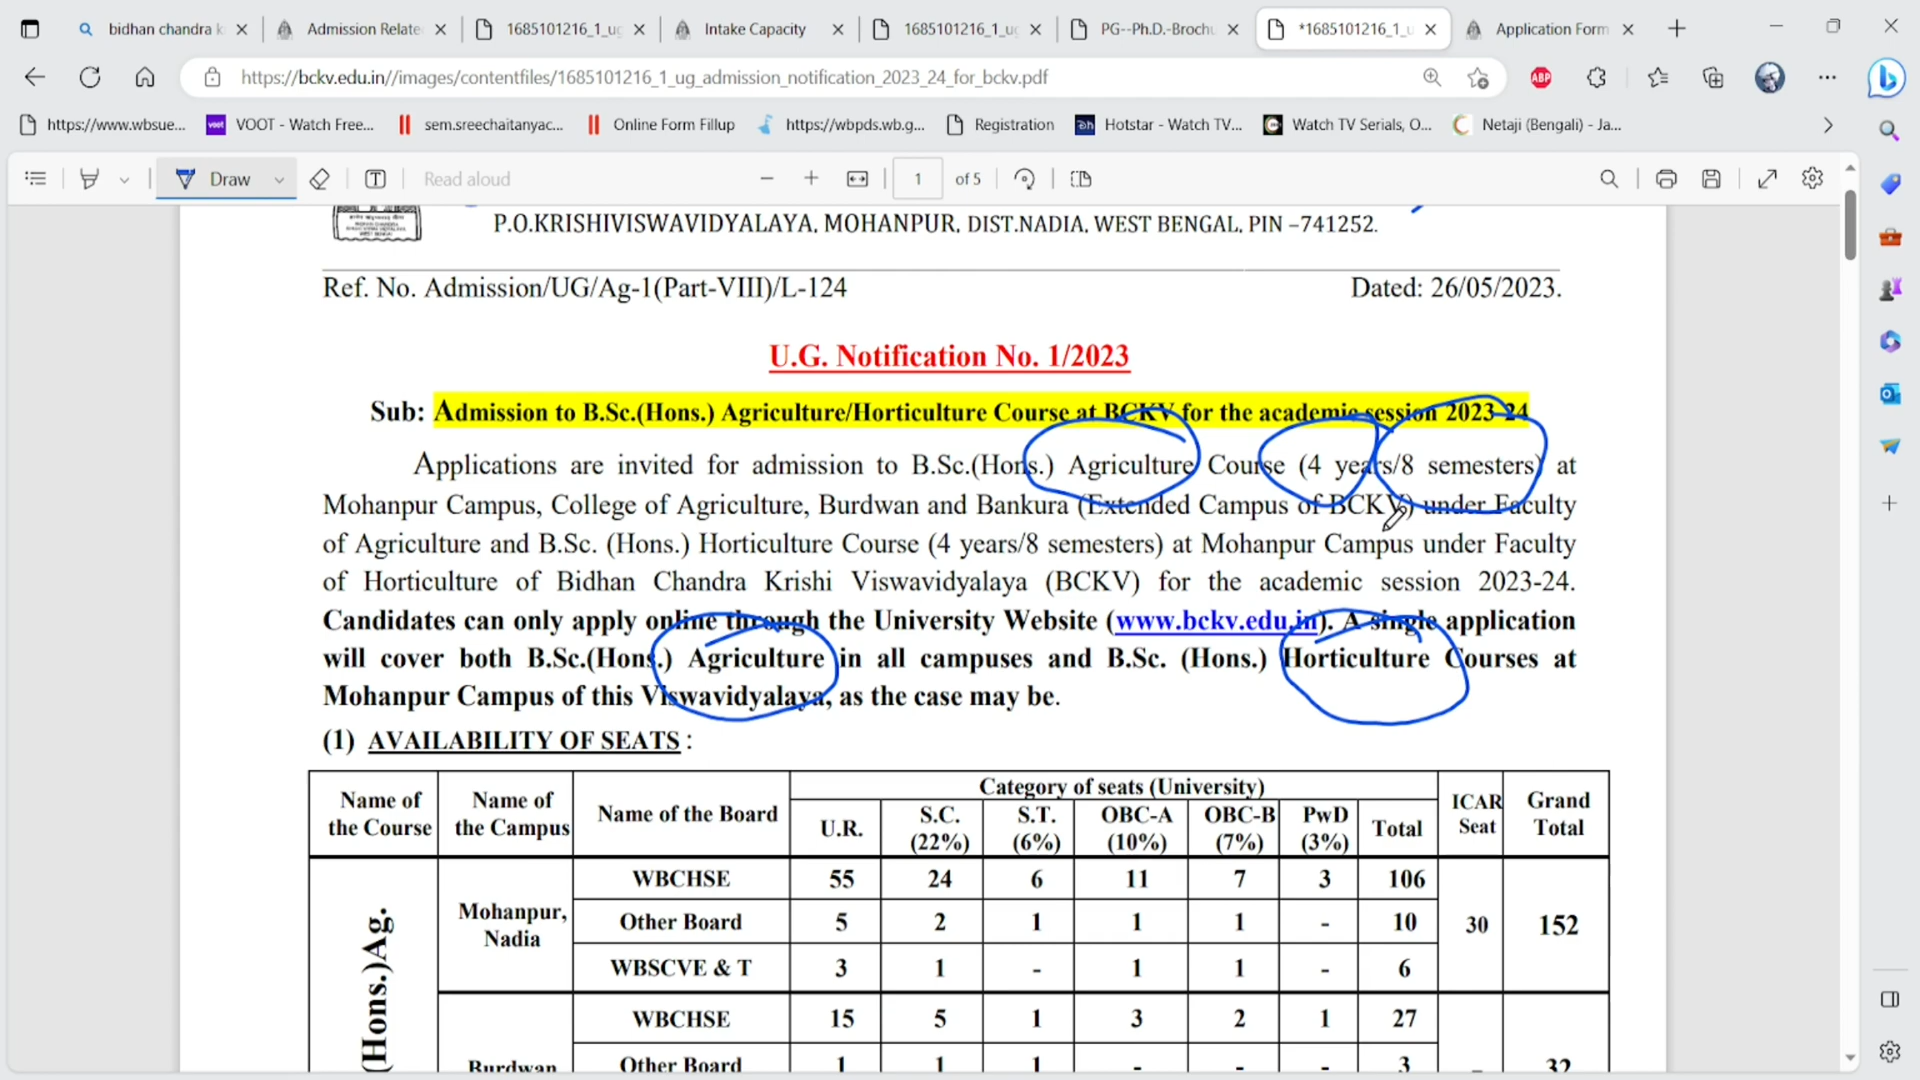 bidhan chandra k
Admission Relate
1685101216_1_ug
Intake Capacity
1685101216_1_ug
PG--Ph.D.-Brochu
*1685101216_1_u
Application Form
https://bckv.edu.in//images/contentfiles/1685101216_1_ug_admission_notification_2023_24_for_bckv.pdf
ABP
https://www.wbsue...
voot
VOOT - Watch Free...
sem.sreechaitanyac...
Online Form Fillup
https://wbpds.wb.g...
Registration
Hotstar - Watch TV...
Watch TV Serials, O...
Netaji (Bengali) - Ja...
Draw
Read aloud
1 of 5
P.O.KRISHIVISWAVIDYALAYA, MOHANPUR, DIST.NADIA, WEST BENGAL, PIN –741252.
Ref. No. Admission/UG/Ag-1(Part-VIII)/L-124 Dated: 26/05/2023.
U.G. Notification No. 1/2023
Sub: Admission to B.Sc.(Hons.) Agriculture/Horticulture Course at BCKV for the academic session 2023-24
Applications are invited for admission to B.Sc.(Hons.) Agriculture Course (4 years/8 semesters) at
Mohanpur Campus, College of Agriculture, Burdwan and Bankura (Extended Campus of BCKV) under Faculty
of Agriculture and B.Sc. (Hons.) Horticulture Course (4 years/8 semesters) at Mohanpur Campus under Faculty
of Horticulture of Bidhan Chandra Krishi Viswavidyalaya (BCKV) for the academic session 2023-24.
Candidates can only apply online through the University Website (www.bckv.edu.in). A single application
will cover both B.Sc.(Hons.) Agriculture in all campuses and B.Sc. (Hons.) Horticulture Courses at
Mohanpur Campus of this Viswavidyalaya, as the case may be.
(1) AVAILABILITY OF SEATS :
Name of the Course
Name of the Campus
Name of the Board
Category of seats (University)
ICAR Seat
Grand Total
U.R. S.C. (22%) S.T. (6%) OBC-A (10%) OBC-B (7%) PwD (3%) Total
(Hons.)Ag.
Mohanpur, Nadia
WBCHSE 55 24 6 11 7 3 106
Other Board 5 2 1 1 1 - 10
WBSCVE & T 3 1 - 1 1 - 6
30 152
Burdwan
WBCHSE 15 5 1 3 2 1 27
Other Board 1 1 1 - - - 3
- 32